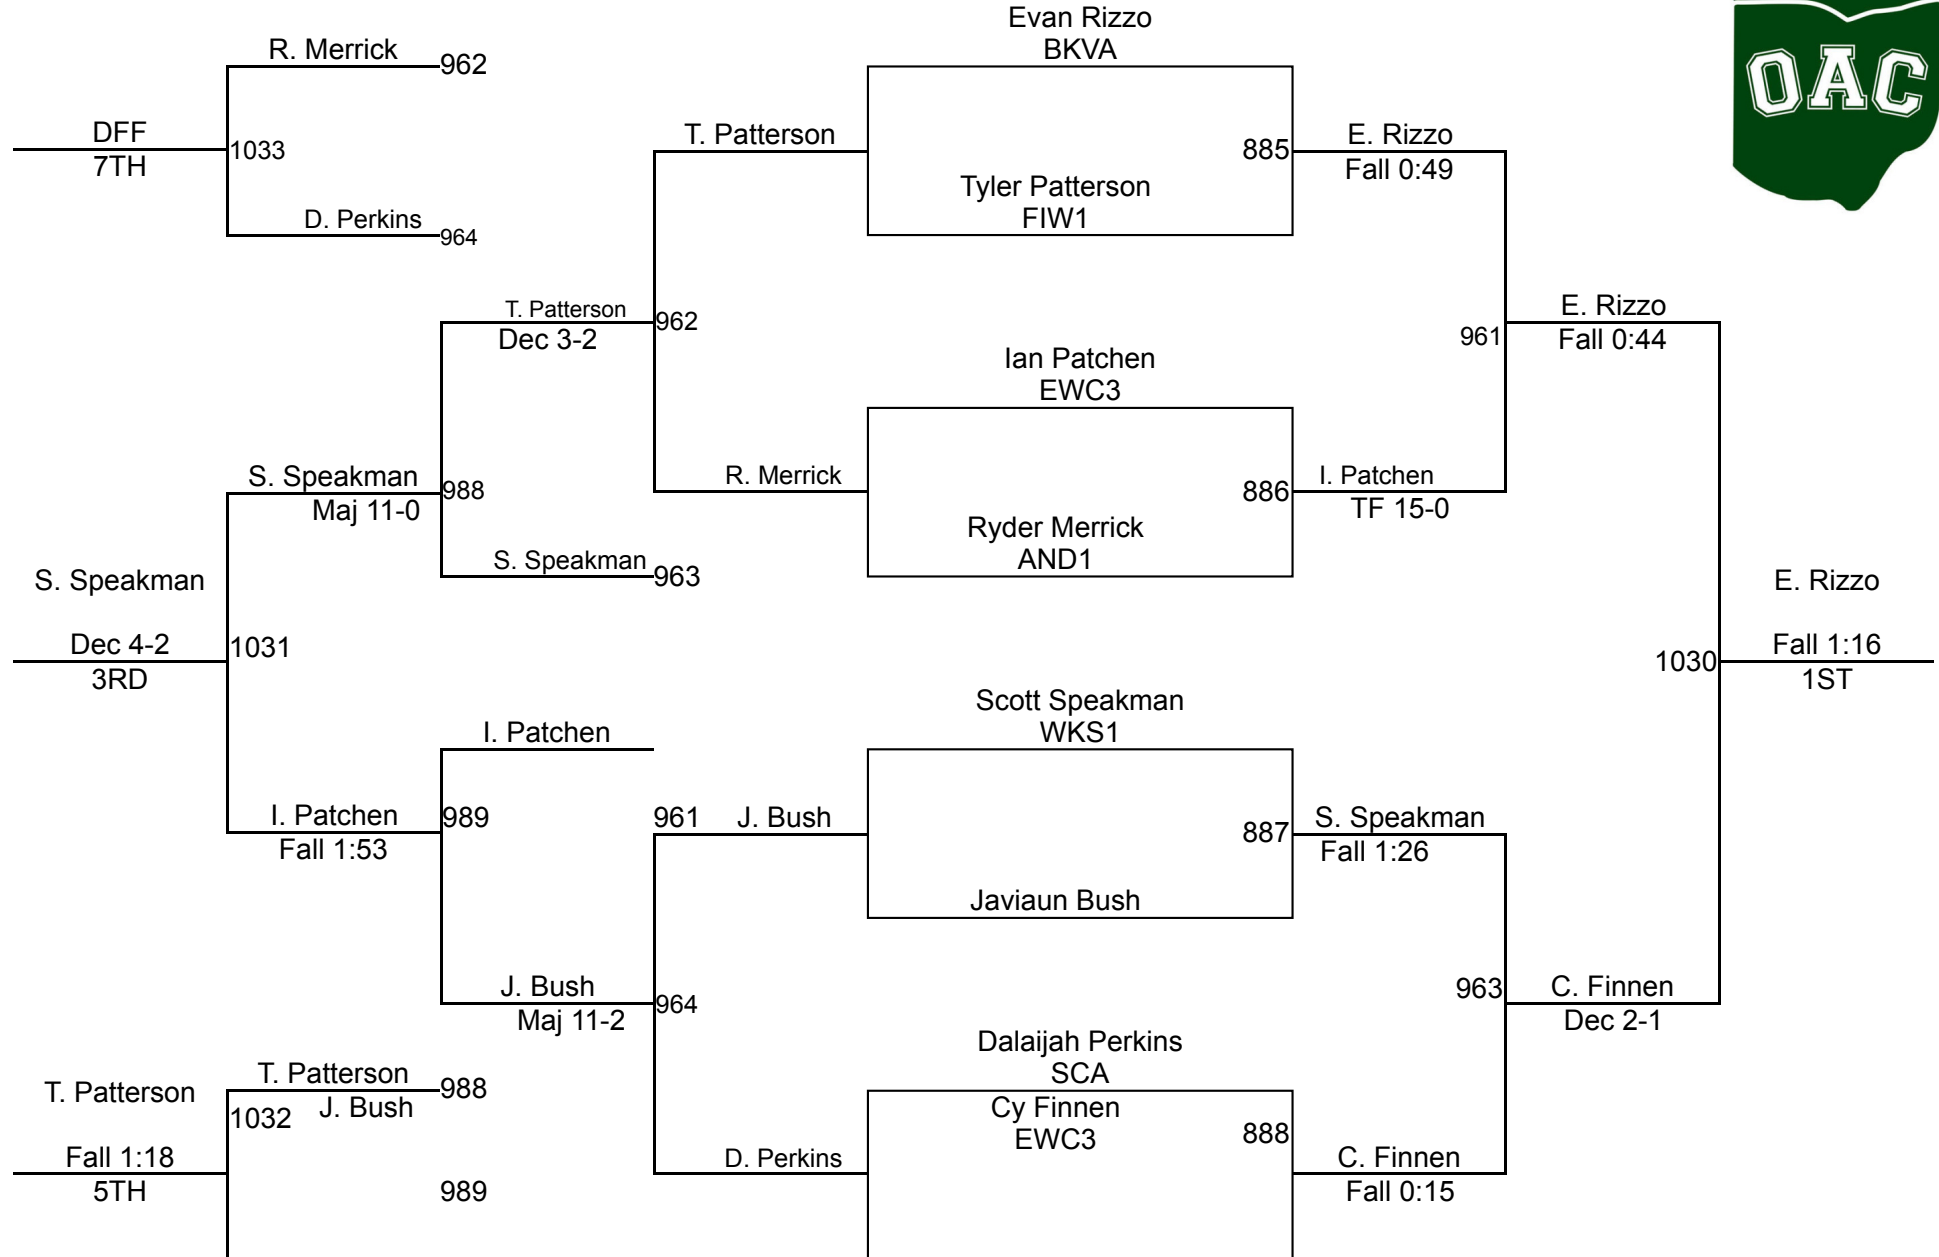 Evan Rizzo
BKVA
OAC
R. Merrick
962
DFF
7TH
1033
D. Perkins
964
T. Patterson
885
E. Rizzo
Fall 0:49
Tyler Patterson
FIW1
T. Patterson
Dec 3-2
962
E. Rizzo
Fall 0:44
961
Ian Patchen
EWC3
S. Speakman
Maj 11-0
988
R. Merrick
886
I. Patchen
TF 15-0
Ryder Merrick
AND1
S. Speakman
963
S. Speakman
Dec 4-2
3RD
1031
E. Rizzo
1030
Fall 1:16
1ST
Scott Speakman
WKS1
I. Patchen
I. Patchen
Fall 1:53
989
961
J. Bush
887
S. Speakman
Fall 1:26
Javiaun Bush
J. Bush
Maj 11-2
964
963
C. Finnen
Dec 2-1
Dalaijah Perkins
SCA
Cy Finnen
EWC3
888
T. Patterson
988
J. Bush
1032
T. Patterson
Fall 1:18
5TH
989
D. Perkins
C. Finnen
Fall 0:15